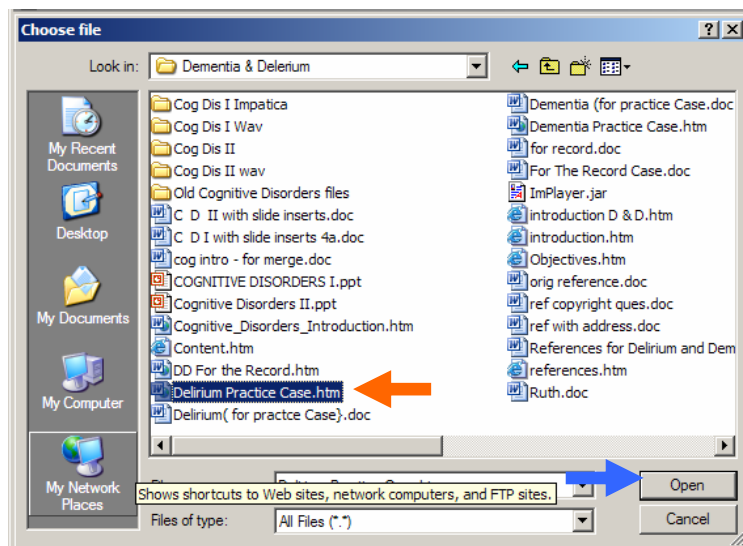 Choose file
Look in:
Dementia & Delerium
My Recent
Documents
Desktop
My Documents
My Computer
My Network
Places
Cog Dis I Impatica
Cog Dis I Wav
Cog Dis II
Cog Dis II wav
Old Cognitive Disorders files
C D II with slide inserts.doc
C D I with slide inserts 4a.doc
cog intro - for merge.doc
COGNITIVE DISORDERS I.ppt
Cognitive Disorders II.ppt
Cognitive_Disorders_Introduction.htm
Content.htm
DD For the Record.htm
Delirium Practice Case.htm
Delirium( for practce Case}.doc
Dementia (for practice Case.doc
Dementia Practice Case.htm
for record.doc
For The Record Case.doc
ImPlayer.jar
introduction D & D.htm
introduction.htm
Objectives.htm
orig reference.doc
ref copyright ques.doc
ref with address.doc
References for Delirium and Dem
references.htm
Ruth.doc
Shows shortcuts to Web sites, network computers, and FTP sites.
Open
Files of type:
All Files (*.*)
Cancel